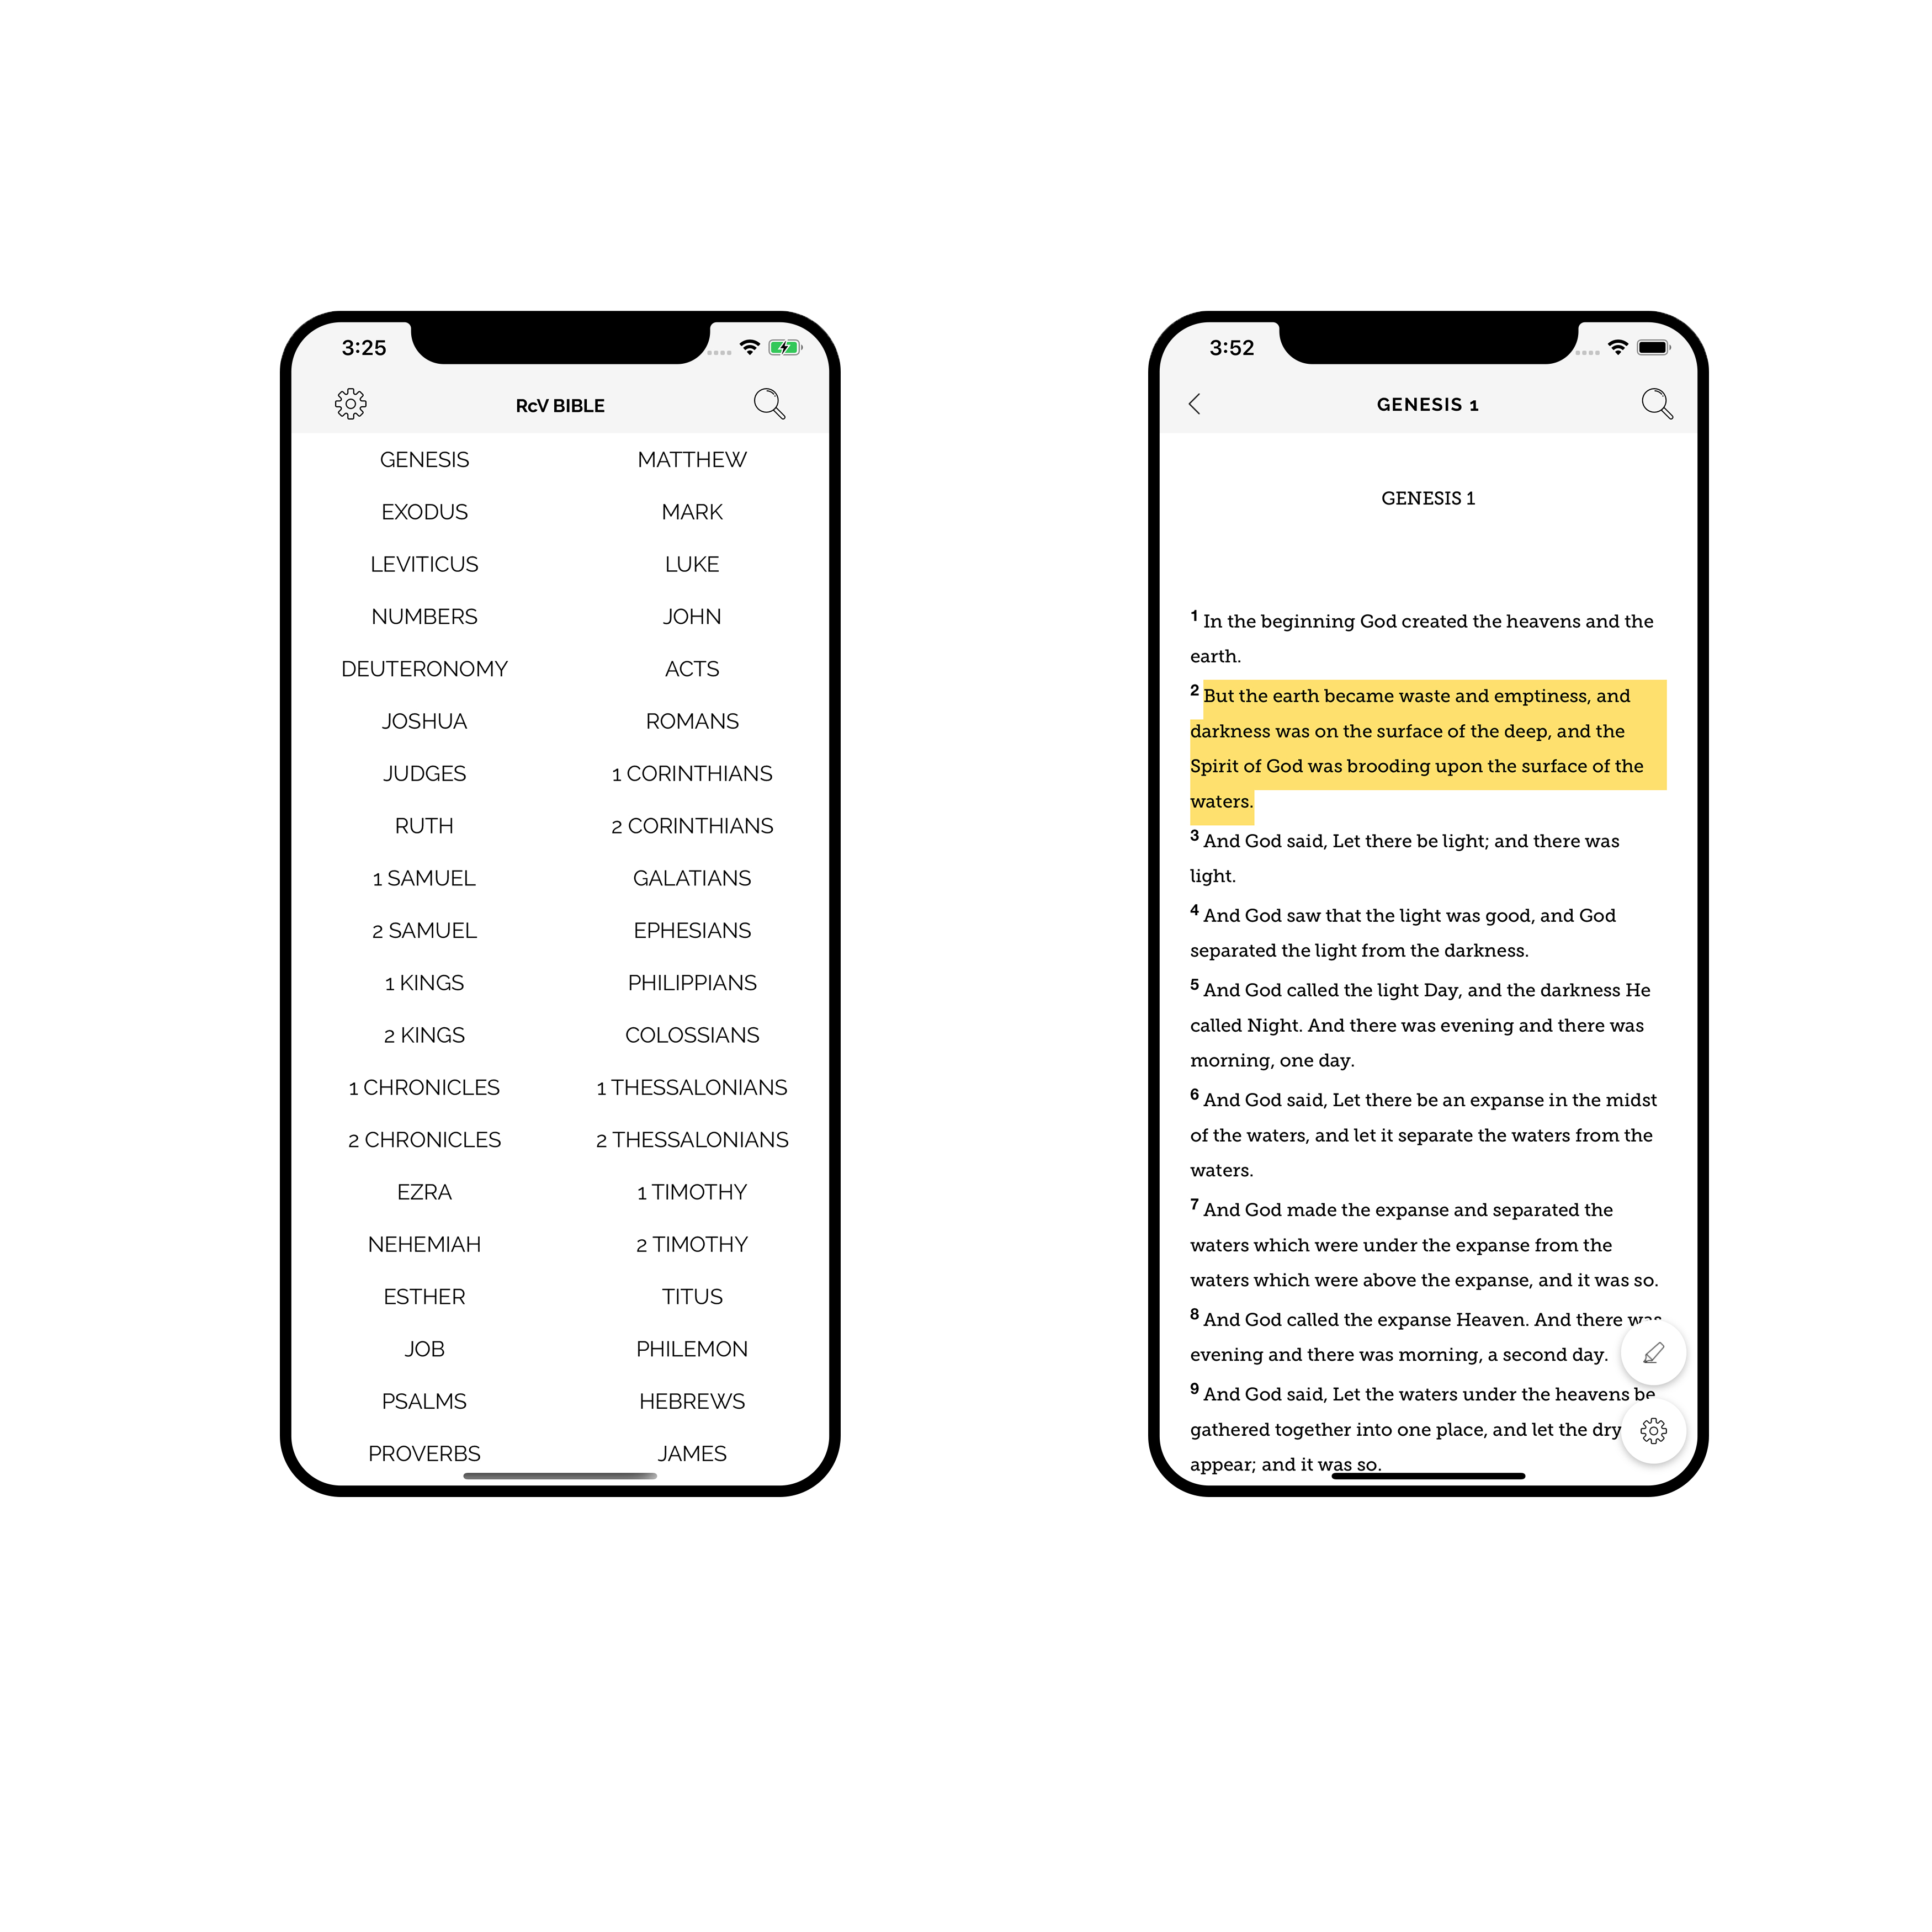 3:25
RcV BIBLE
GENESIS
EXODUS
LEVITICUS
NUMBERS
DEUTERONOMY
JOSHUA
JUDGES
RUTH
1 SAMUEL
2 SAMUEL
1 KINGS
2 KINGS
1 CHRONICLES
2 CHRONICLES
EZRA
NEHEMIAH
ESTHER
JOB
PSALMS
PROVERBS
MATTHEW
MARK
LUKE
JOHN
ACTS
ROMANS
1 CORINTHIANS
2 CORINTHIANS
GALATIANS
EPHESIANS
PHILIPPIANS
COLOSSIANS
1 THESSALONIANS
2 THESSALONIANS
1 TIMOTHY
2 TIMOTHY
TITUS
PHILEMON
HEBREWS
JAMES
3:52
GENESIS 1
GENESIS 1
1 In the beginning God created the heavens and the
earth.
2 But the earth became waste and emptiness, and
darkness was on the surface of the deep, and the
Spirit of God was brooding upon the surface of the
waters.
3 And God said, Let there be light; and there was
light.
4 And God saw that the light was good, and God
separated the light from the darkness.
5 And God called the light Day, and the darkness He
called Night. And there was evening and there was
morning, one day.
6 And God said, Let there be an expanse in the midst
of the waters, and let it separate the waters from the
waters.
7 And God made the expanse and separated the
waters which were under the expanse from the
waters which were above the expanse, and it was so.
8 And God called the expanse Heaven. And there was
evening and there was morning, a second day.
9 And God said, Let the waters under the heavens be
gathered together into one place, and let the dry
appear; and it was so.